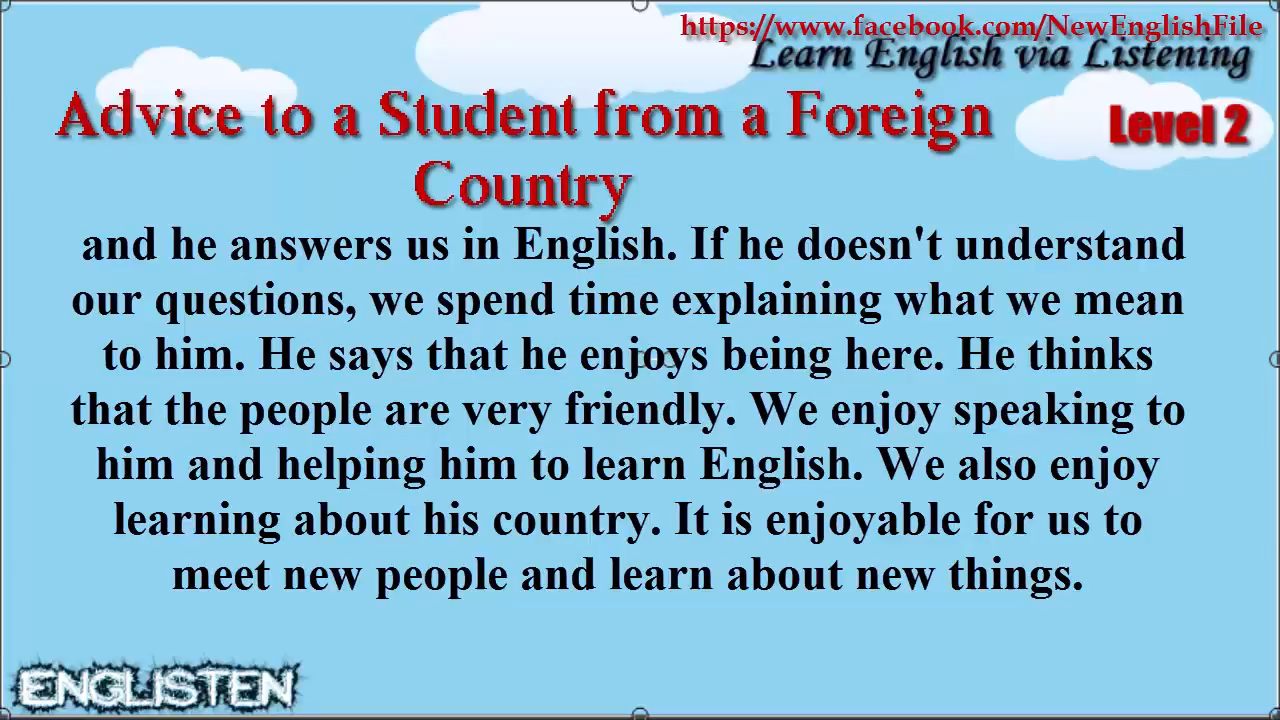 https://www.facebook.com/NewEnglishFile
Learn English via Listening
Advice to a Student from a Foreign
Country
Level 2
and he answers us in English. If he doesn't understand
our questions, we spend time explaining what we mean
to him. He says that he enjoys being here. He thinks
that the people are very friendly. We enjoy speaking to
him and helping him to learn English. We also enjoy
learning about his country. It is enjoyable for us to
meet new people and learn about new things.
ENGLISTEN